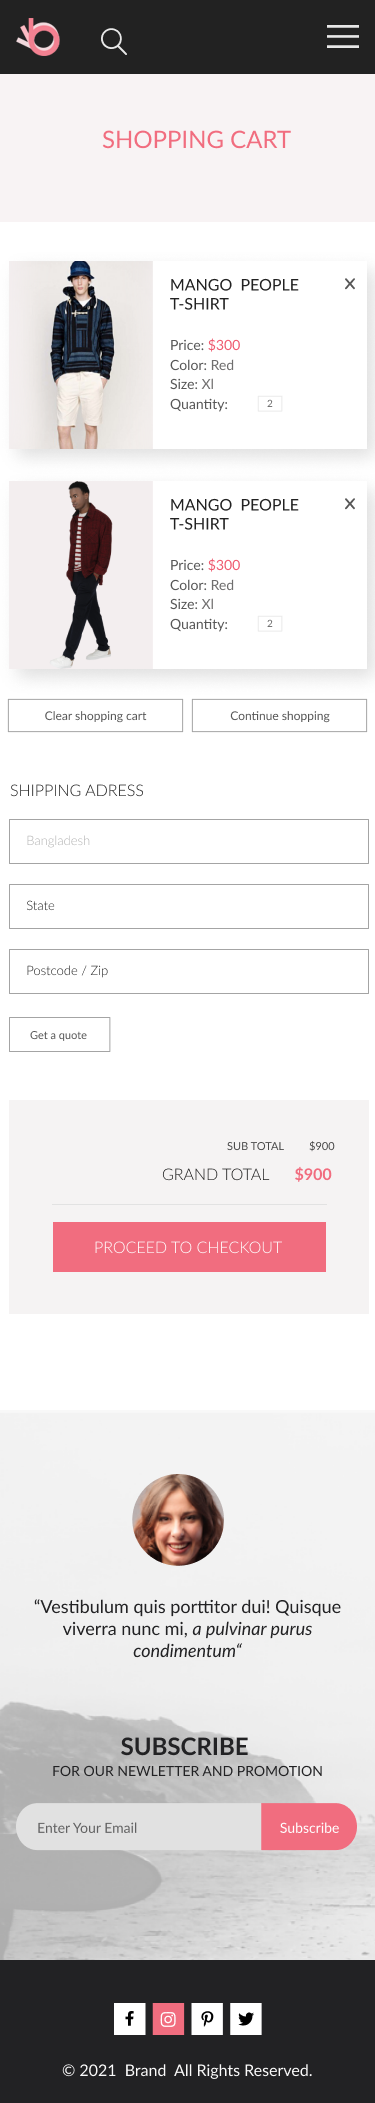 SHOPPING CART
MANGO PEOPLE
T-SHIRT
Price: $300
Color: Red
Size: Xl
Quantity: 2
MANGO PEOPLE
T-SHIRT
Price: $300
Color: Red
Size: Xl
Quantity: 2
Clear shopping cart
Continue shopping
SHIPPING ADRESS
Bangladesh
State
Postcode / Zip
Get a quote
SUB TOTAL $900
GRAND TOTAL $900
PROCEED TO CHECKOUT
“Vestibulum quis porttitor dui! Quisque
viverra nunc mi, a pulvinar purus
condimentum“
SUBSCRIBE
FOR OUR NEWLETTER AND PROMOTION
Enter Your Email
Subscribe
© 2021 Brand All Rights Reserved.